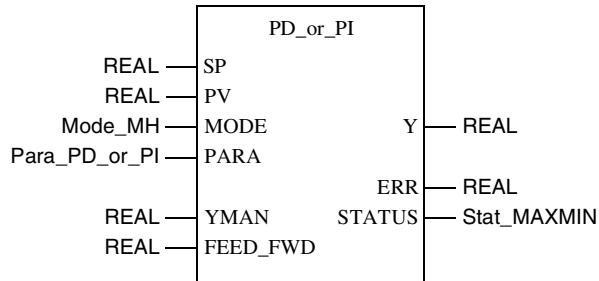 PD_or_PI
REAL SP
REAL PV
Mode_MH MODE Y REAL
Para_PD_or_PI PARA
ERR REAL
REAL YMAN STATUS Stat_MAXMIN
REAL FEED_FWD